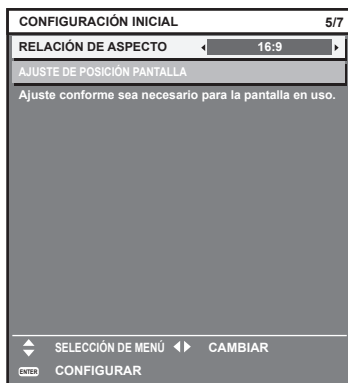 CONFIGURACIÓN INICIAL 5/7
RELACIÓN DE ASPECTO 16:9
AJUSTE DE POSICIÓN PANTALLA
Ajuste conforme sea necesario para la pantalla en uso.
SELECCIÓN DE MENÚ CAMBIAR
ENTER CONFIGURAR